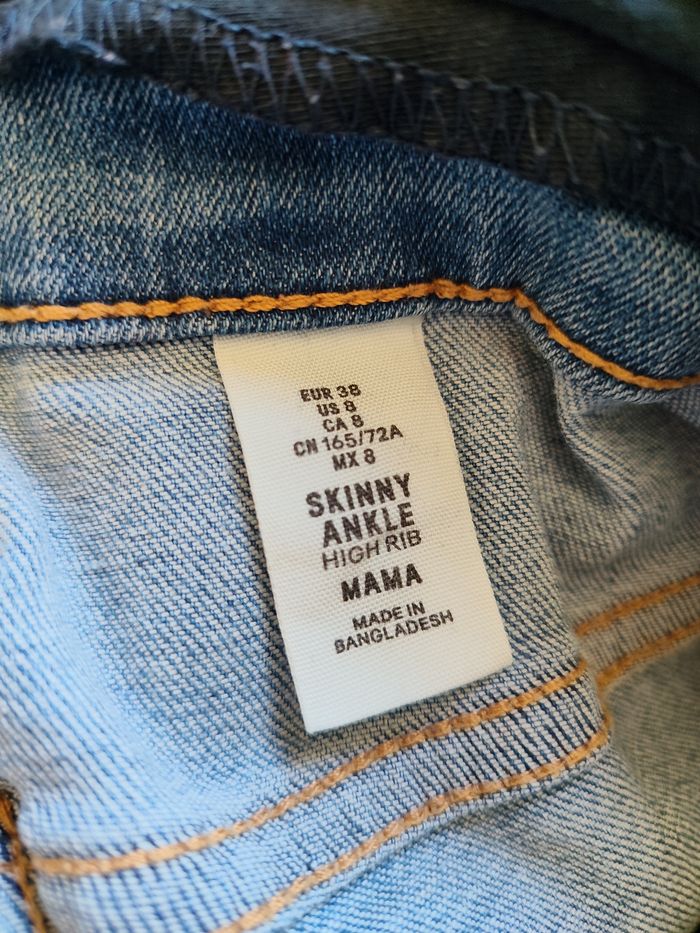 EUR 38
US 8
CA 8
CN 165/72A
MX 8
SKINNY
ANKLE
HIGH RIB
MAMA
MADE IN
BANGLADESH